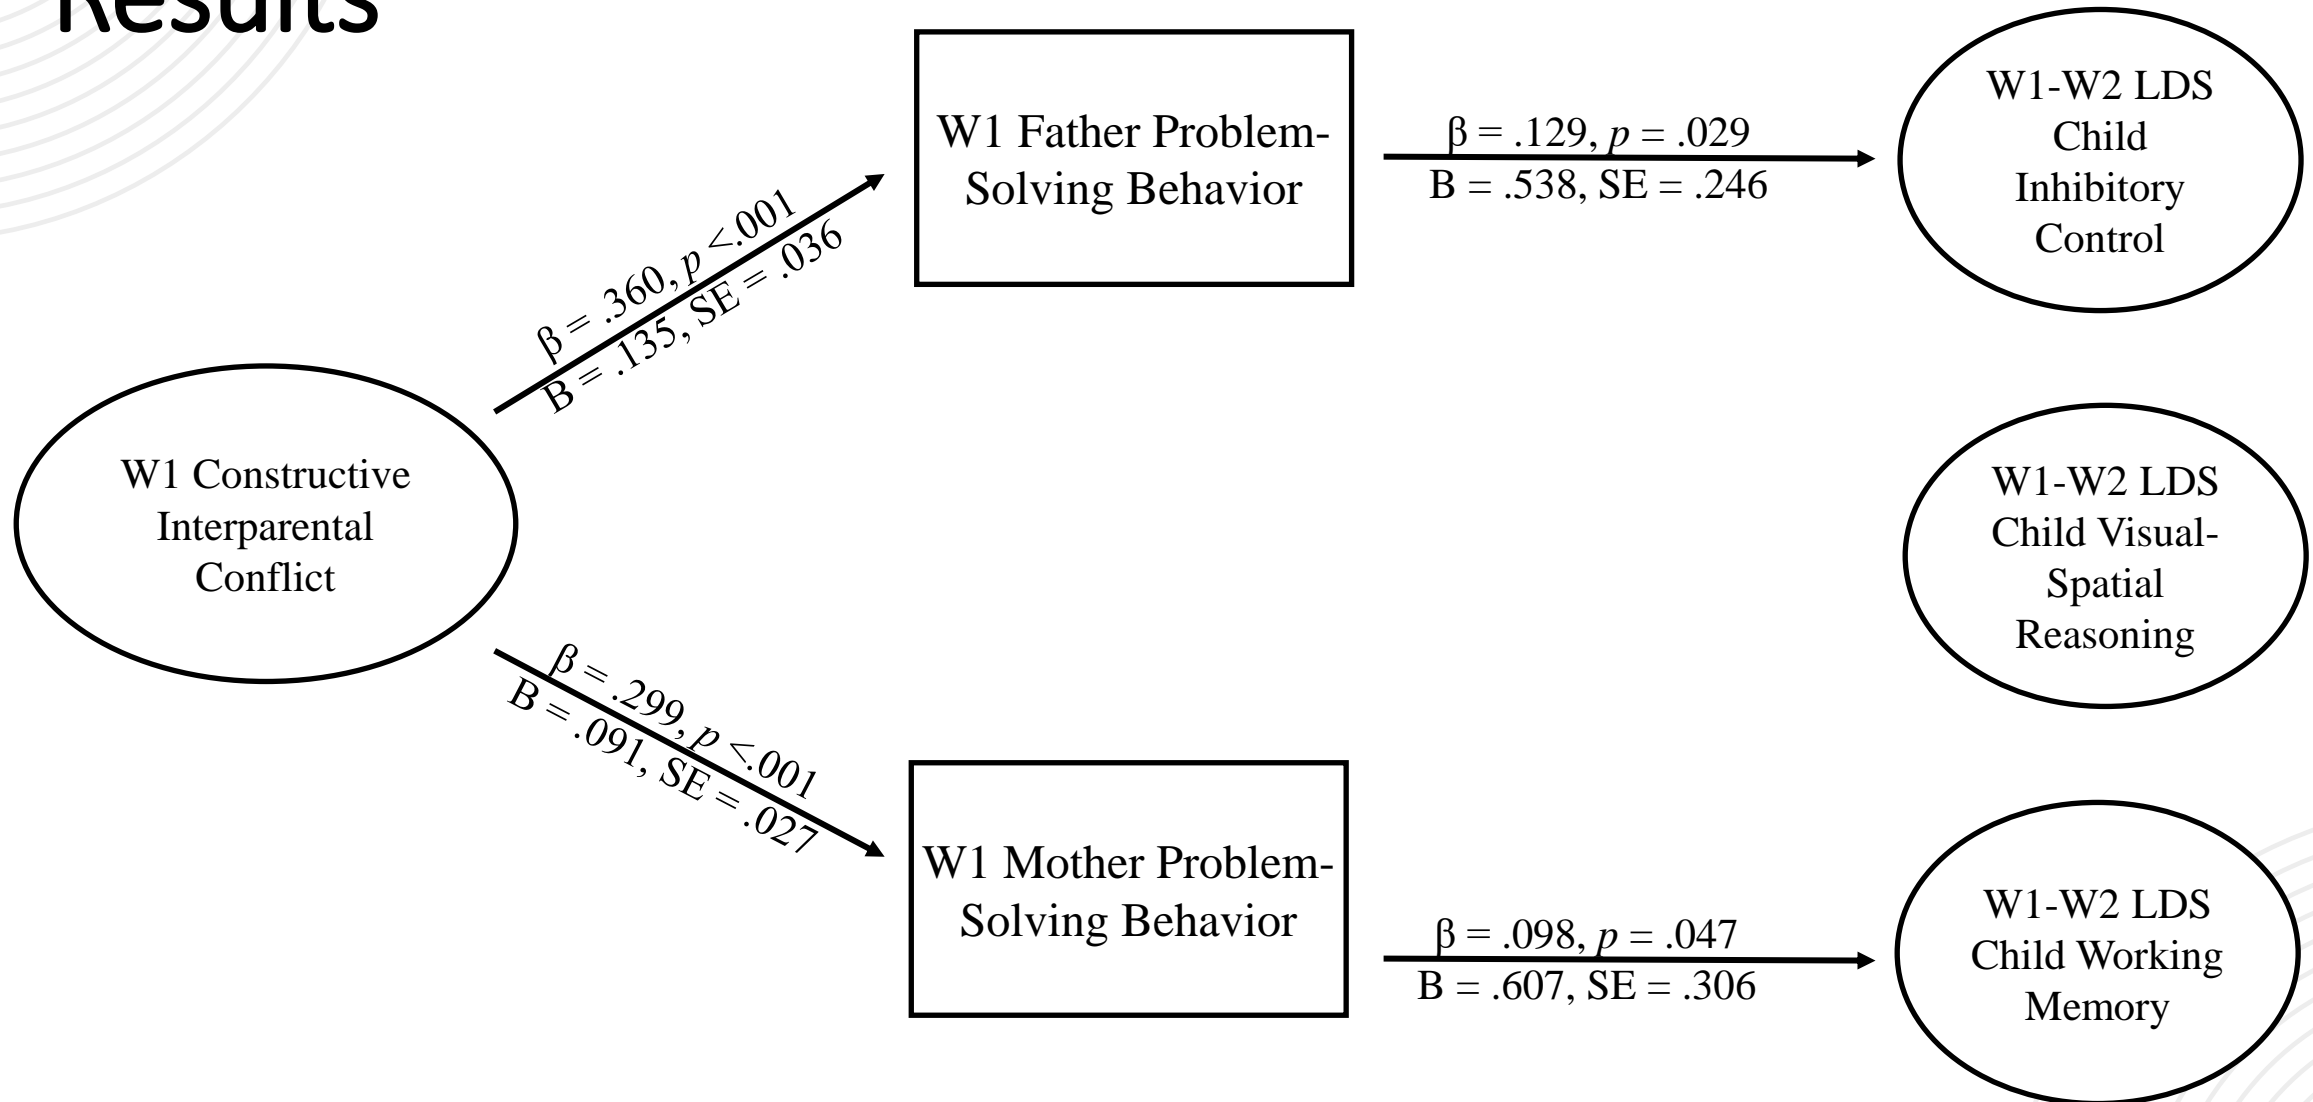 Results
W1 Father Problem-
Solving Behavior
β = .129, p = .029
B = .538, SE = .246
W1-W2 LDS
Child
Inhibitory
Control
β = .360, p <.001
B = .135, SE = .036
W1 Constructive
Interparental
Conflict
W1-W2 LDS
Child Visual-
Spatial
Reasoning
β = .299, p <.001
B = .091, SE = .027
W1 Mother Problem-
Solving Behavior
β = .098, p = .047
B = .607, SE = .306
W1-W2 LDS
Child Working
Memory